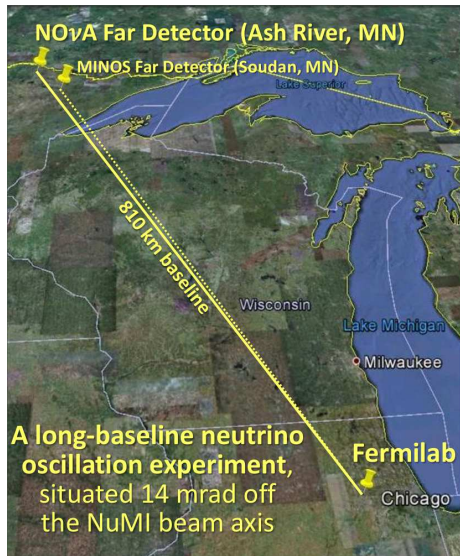 NOνA Far Detector (Ash River, MN)
MINOS Far Detector (Soudan, MN)
Lake Superior
810 km baseline
Wisconsin
Lake Michigan
Milwaukee
A long-baseline neutrino
oscillation experiment,
situated 14 mrad off
the NuMI beam axis
Fermilab
Chicago